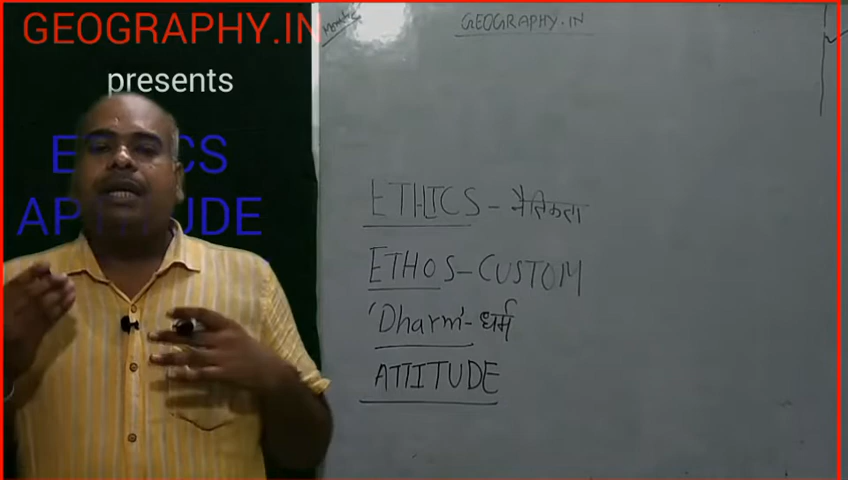 GEOGRAPHY.IN
presents
GEOGRAPHY.IN
ETHICS - नैतिकता
ETHOS - CUSTOM
'Dharm' - धर्म
ATTITUDE